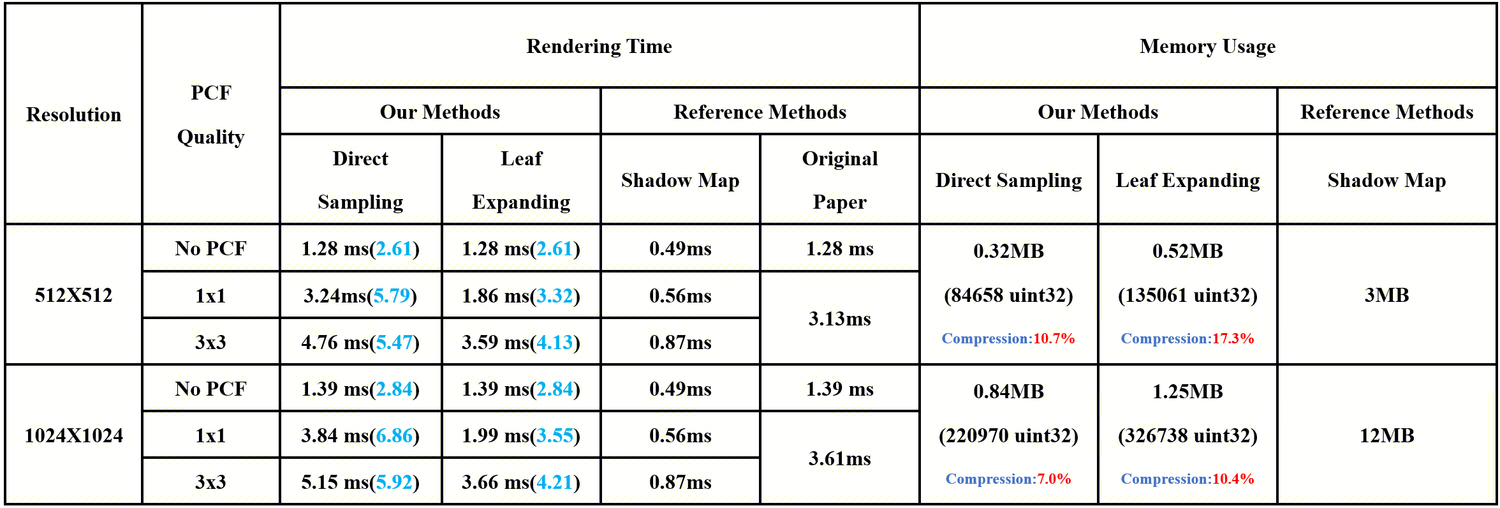 Resolution
PCF
Quality
Rendering Time
Memory Usage
Our Methods
Reference Methods
Our Methods
Reference Methods
Direct
Sampling
Leaf
Expanding
Shadow Map
Original
Paper
Direct Sampling
Leaf Expanding
Shadow Map
512X512
No PCF
1.28 ms(2.61)
1.28 ms(2.61)
0.49ms
1.28 ms
1x1
3.24ms(5.79)
1.86 ms(3.32)
0.56ms
3.13ms
3x3
4.76 ms(5.47)
3.59 ms(4.13)
0.87ms
0.32MB
(84658 uint32)
Compression:10.7%
0.52MB
(135061 uint32)
Compression:17.3%
3MB
1024X1024
No PCF
1.39 ms(2.84)
1.39 ms(2.84)
0.49ms
1.39 ms
1x1
3.84 ms(6.86)
1.99 ms(3.55)
0.56ms
3.61ms
3x3
5.15 ms(5.92)
3.66 ms(4.21)
0.87ms
0.84MB
(220970 uint32)
Compression:7.0%
1.25MB
(326738 uint32)
Compression:10.4%
12MB